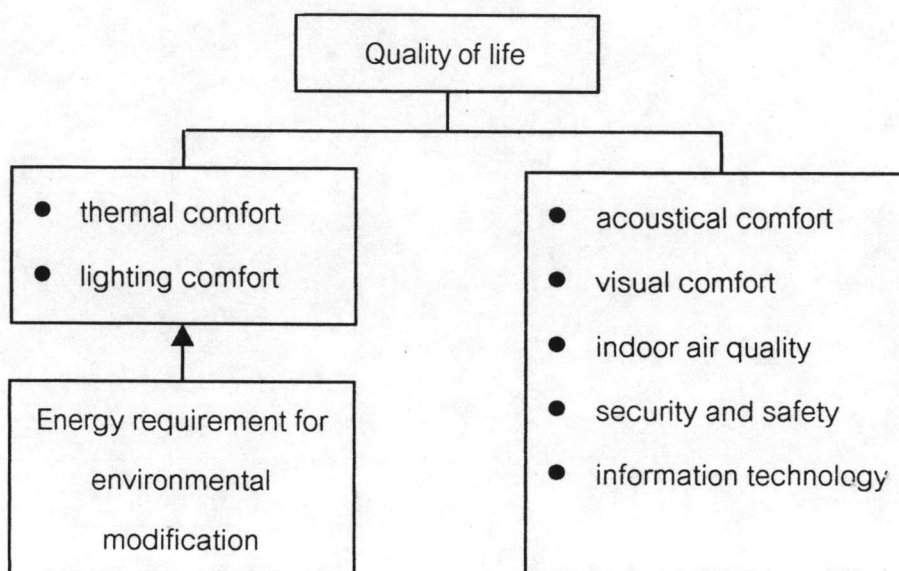 Quality of life
● thermal comfort
● lighting comfort
Energy requirement for
environmental
modification
● acoustical comfort
● visual comfort
● indoor air quality
● security and safety
● information technology